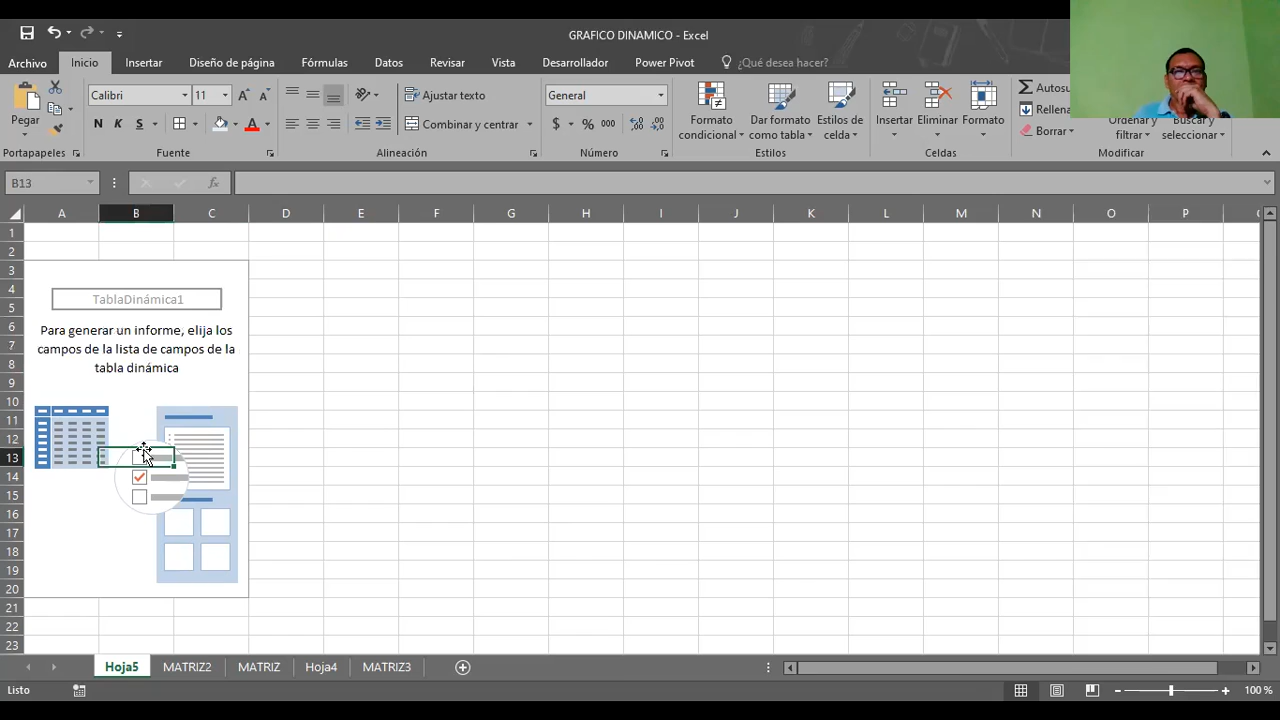 GRAFICO DINAMICO - Excel
Archivo Inicio Insertar Diseño de página Fórmulas Datos Revisar Vista Desarrollador Power Pivot ¿Qué desea hacer?
Pegar
Calibri 11
N K S
Ajustar texto
Combinar y centrar
General
$ % 000
Formato condicional
Dar formato como tabla
Estilos de celda
Insertar Eliminar Formato
Rellena
Borrar
filtrar
Buscar y seleccionar
Portapapeles Fuente Alineación Número Estilos Celdas Modificar
B13 fx
A B C D E F G H I J K L M N O P
1
2
3
4
5
6
7
8
9
10
11
12
13
14
15
16
17
18
19
20
21
22
23
TablaDinámica1
Para generar un informe, elija los
campos de la lista de campos de la
tabla dinámica
Hoja5 MATRIZ2 MATRIZ Hoja4 MATRIZ3
Listo 100 %